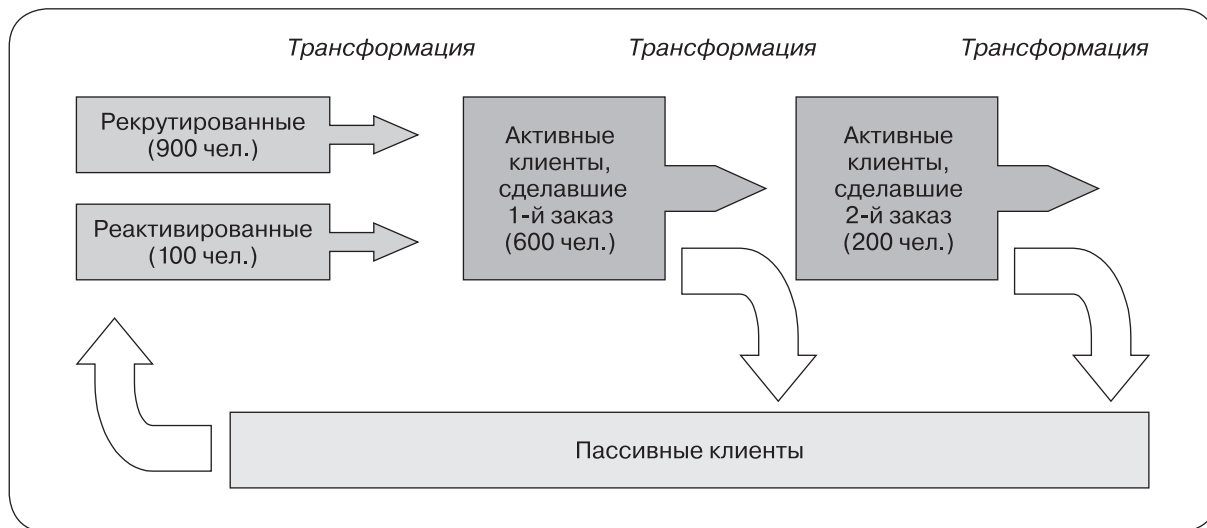 Трансформация
Трансформация
Трансформация
Рекрутированные
(900 чел.)
Реактивированные
(100 чел.)
Активные
клиенты,
сделавшие
1-й заказ
(600 чел.)
Активные
клиенты,
сделавшие
2-й заказ
(200 чел.)
Пассивные клиенты